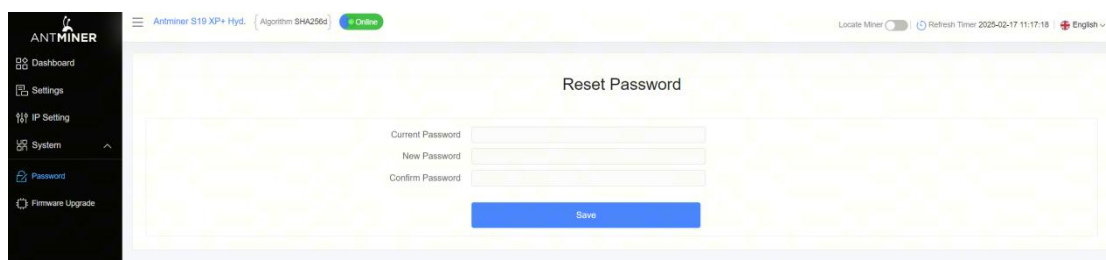 ANTMINER
Antminer S19 XP+ Hyd. Algorithm SHA256d Online
Locate Miner Refresh Timer 2025-02-17 11:17:18 English
Dashboard
Settings
IP Setting
System
Password
Firmware Upgrade
Reset Password
Current Password
New Password
Confirm Password
Save